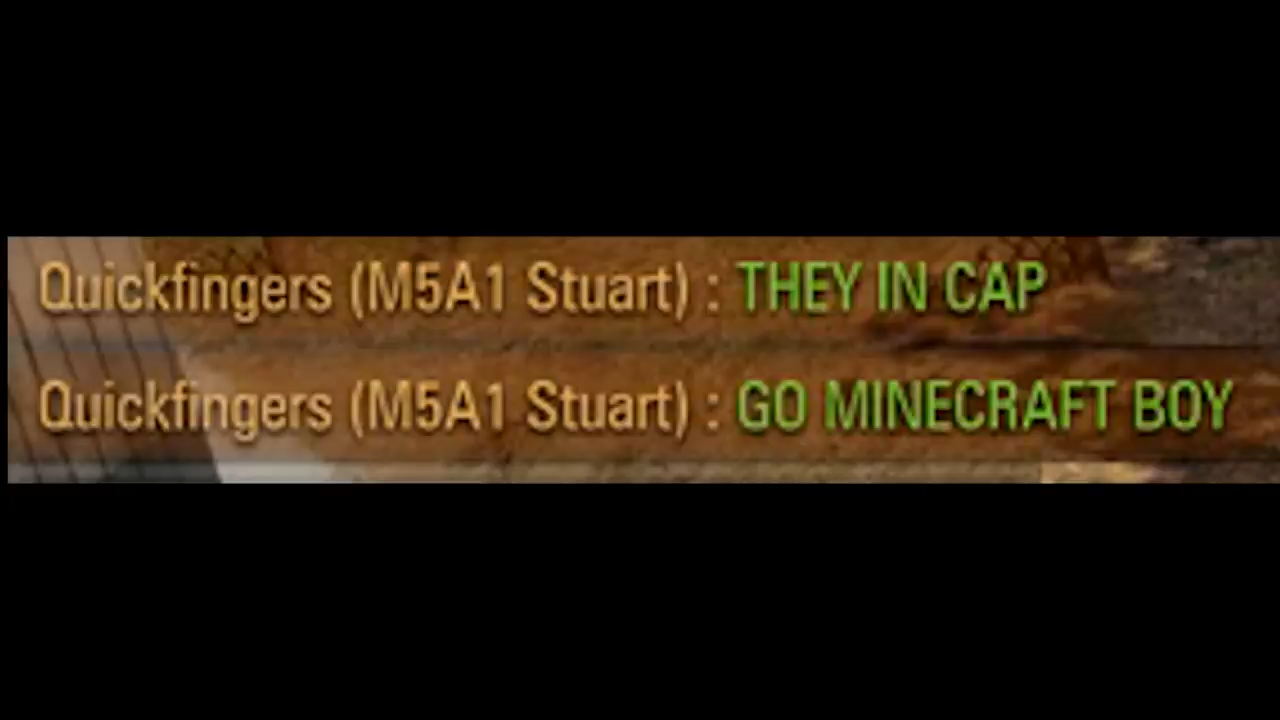 Quickfingers (M5A1 Stuart) : THEY IN CAP
Quickfingers (M5A1 Stuart) : GO MINECRAFT BOY